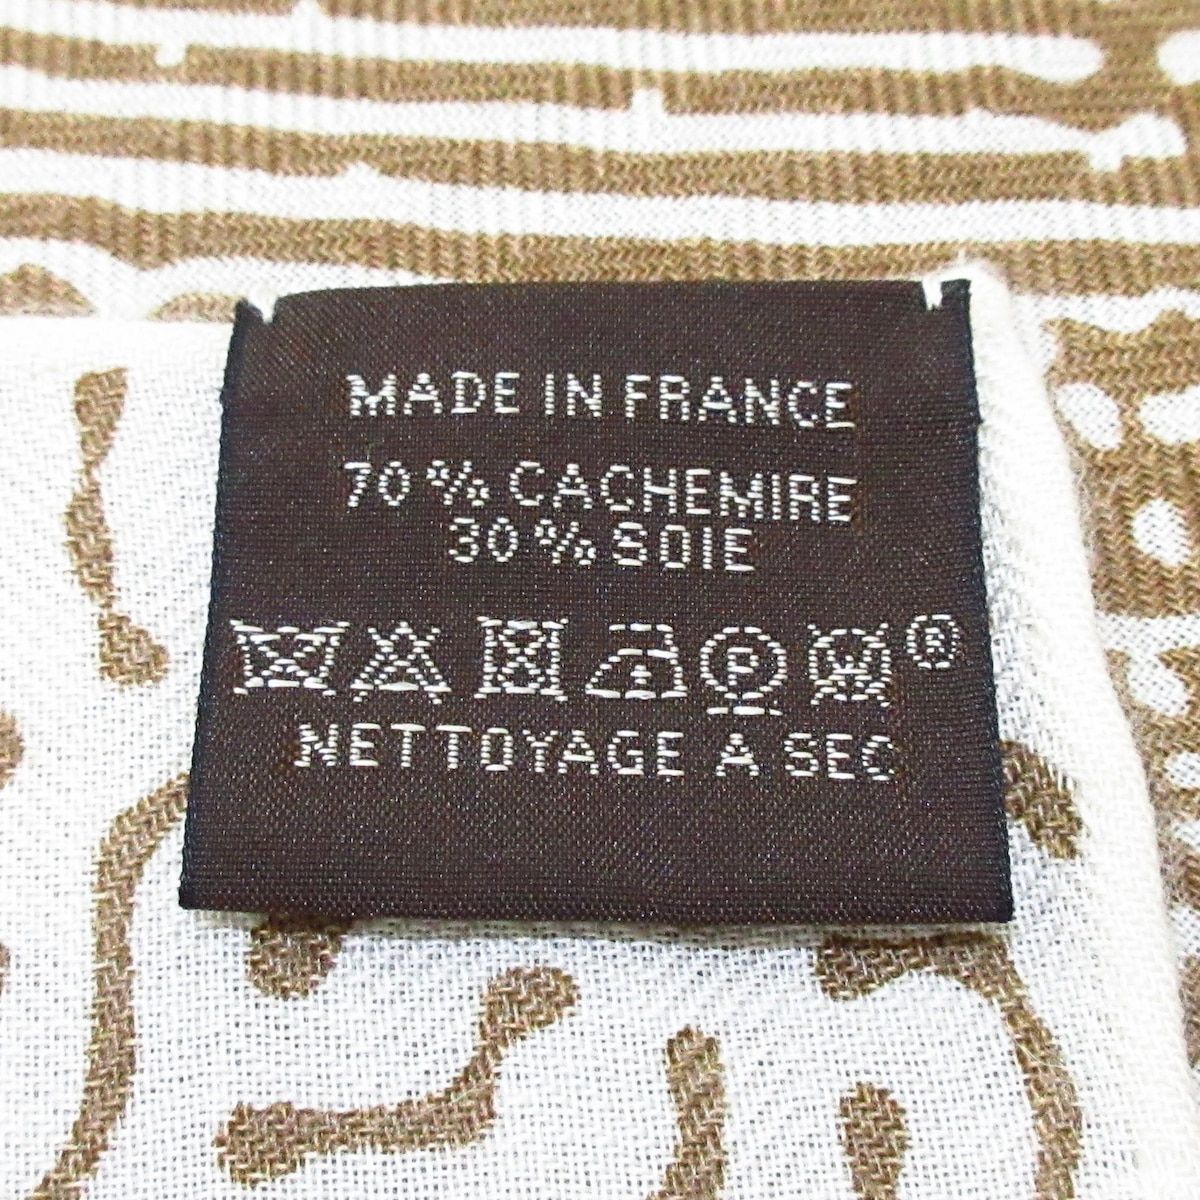 MADE IN FRANCE
70 % CACHEMIRE
30 % SOIE
P ®
NETTOYAGE A SEC